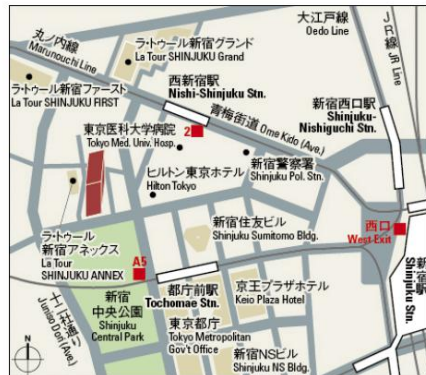 丸ノ内線
Marunouchi Line
ラ・トゥール新宿グランド
La Tour SHINJUKU Grand
大江戸線
Oedo Line
JR線 JR Line
ラ・トゥール新宿ファースト
La Tour SHINJUKU FIRST
西新宿駅
Nishi-Shinjuku Stn.
青梅街道 Ome Kido (Ave.)
新宿西口駅
Shinjuku-
Nishiguchi Stn.
東京医科大学病院
Tokyo Med. Univ. Hosp.
2
ヒルトン東京ホテル
Hilton Tokyo
新宿警察署
Shinjuku Pol. Stn.
ラ・トゥール
新宿アネックス
La Tour
SHINJUKU ANNEX
新宿住友ビル
Shinjuku Sumitomo Bldg.
西口
West Exit
A5
新宿駅
Shinjuku Stn.
十二社通り
Juniso Dori (Ave.)
新宿
中央公園
Shinjuku
Central Park
都庁前駅
Tochomae Stn.
京王プラザホテル
Keio Plaza Hotel
東京都庁
Tokyo Metropolitan
Gov't Office
新宿NSビル
Shinjuku NS Bldg.
N